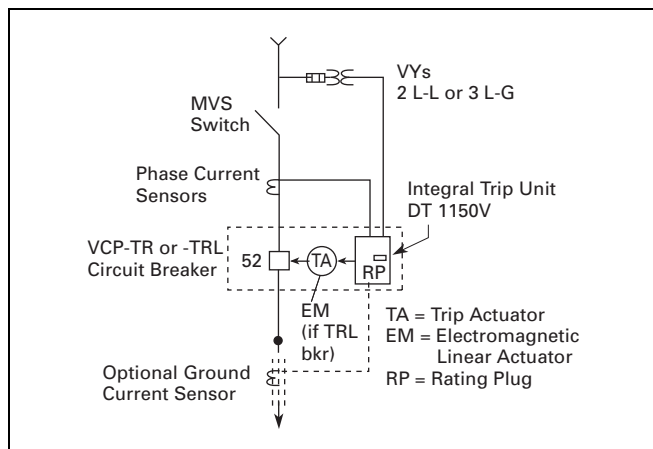 VYs
2 L-L or 3 L-G
MVS
Switch
Phase Current
Sensors
Integral Trip Unit
DT 1150V
VCP-TR or -TRL
Circuit Breaker
52
TA
RP
EM
(if TRL
bkr)
TA = Trip Actuator
EM = Electromagnetic
Linear Actuator
RP = Rating Plug
Optional Ground
Current Sensor